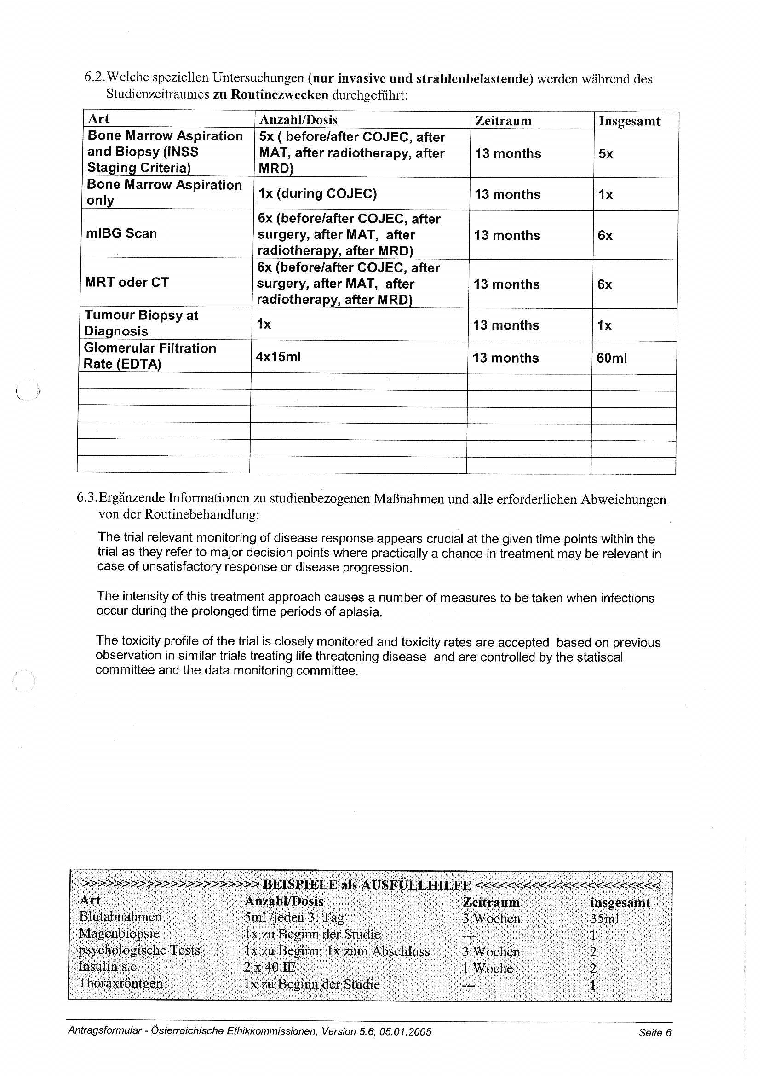 6.2. Welche speziellen Untersuchungen (nur invasive und strahlenbelastende) werden während des
Studienzeitraumes zu Routinezwecken durchgeführt:
Art Anzahl/Dosis Zeitraum Insgesamt
Bone Marrow Aspiration
and Biopsy (INSS
Staging Criteria)
5x ( before/after COJEC, after
MAT, after radiotherapy, after
MRD)
13 months
5x
Bone Marrow Aspiration
only
1x (during COJEC)
13 months
1x
mIBG Scan
6x (before/after COJEC, after
surgery, after MAT, after
radiotherapy, after MRD)
13 months
6x
MRT oder CT
6x (before/after COJEC, after
surgery, after MAT, after
radiotherapy, after MRD)
13 months
6x
Tumour Biopsy at
Diagnosis
1x
13 months
1x
Glomerular Filtration
Rate (EDTA)
4x15ml
13 months
60ml
6.3. Ergänzende Informationen zu studienbezogenen Maßnahmen und alle erforderlichen Abweichungen
von der Routinebehandlung:
The trial relevant monitoring of disease response appears crucial at the given time points within the
trial as they refer to major decision points where practically a chance in treatment may be relevant in
case of unsatisfactory response or disease progression.
The intensity of this treatment approach causes a number of measures to be taken when infections
occur during the prolonged time periods of aplasia.
The toxicity profile of the trial is closely monitored and toxicity rates are accepted based on previous
observation in similar trials treating life threatening disease and are controlled by the statiscal
committee and the data monitoring committee.
>>>>>>>>>>>>>>>>>>>>>>> BEISPIELE als AUSFÜLLHILFE <<<<<<<<<<<<<<<<<<<<<<<
Art Anzahl/Dosis Zeitraum insgesamt
Blutabnahmen 5ml /jeden 3. Tag 3 Wochen 35ml
Magenbiopsie 1x zu Beginn der Studie --- 1
psychologische Tests 1x zu Beginn; 1x zum Abschluss 3 Wochen 2
Insulin s.c. 2 x 40 IE 1 Woche 2
Thoraxröntgen 1x zu Beginn der Studie --- 1
Antragsformular - Österreichische Ethikkommissionen, Version 5.6, 05.01.2005 Seite 6